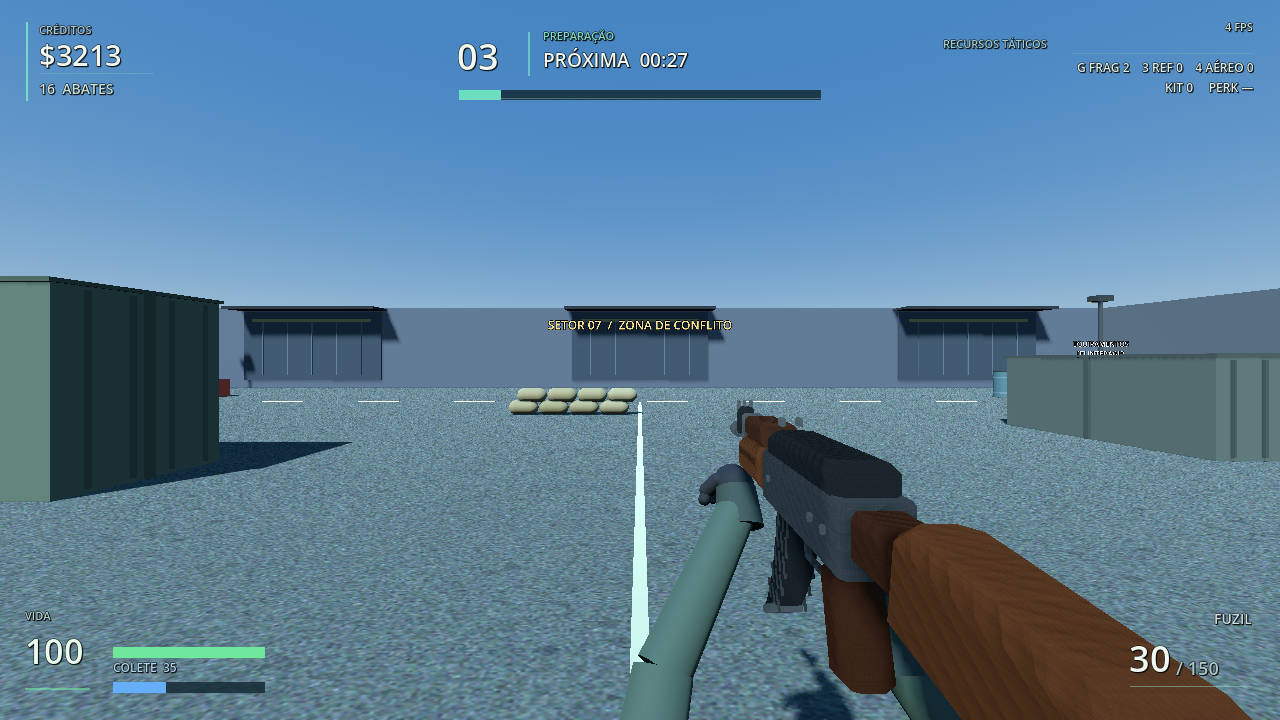 CRÉDITOS
$3213
16 ABATES
03
PREPARAÇÃO
PRÓXIMA 00:27
4 FPS
RECURSOS TÁTICOS
G FRAG 2 3 REF 0 4 AÉREO 0
KIT 0 PERK —
SETOR 07 / ZONA DE CONFLITO
VIDA
100
COLETE 35
FUZIL
30 / 150